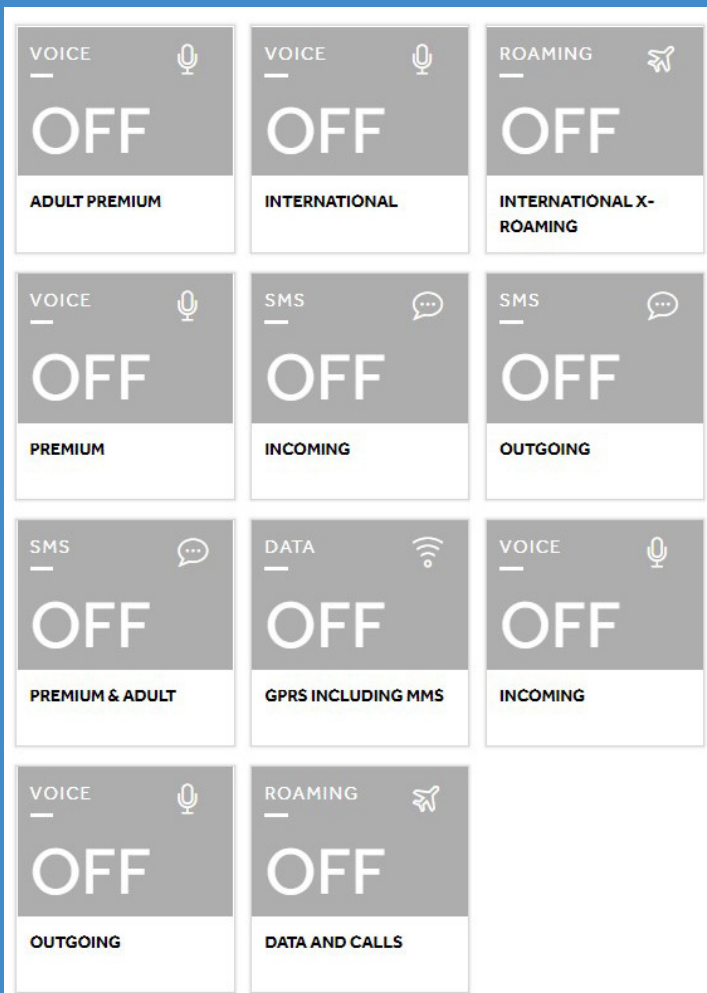 VOICE
OFF
ADULT PREMIUM
VOICE
OFF
INTERNATIONAL
ROAMING
OFF
INTERNATIONAL X-
ROAMING
VOICE
OFF
PREMIUM
SMS
OFF
INCOMING
SMS
OFF
OUTGOING
SMS
OFF
PREMIUM & ADULT
DATA
OFF
GPRS INCLUDING MMS
VOICE
OFF
INCOMING
VOICE
OFF
OUTGOING
ROAMING
OFF
DATA AND CALLS